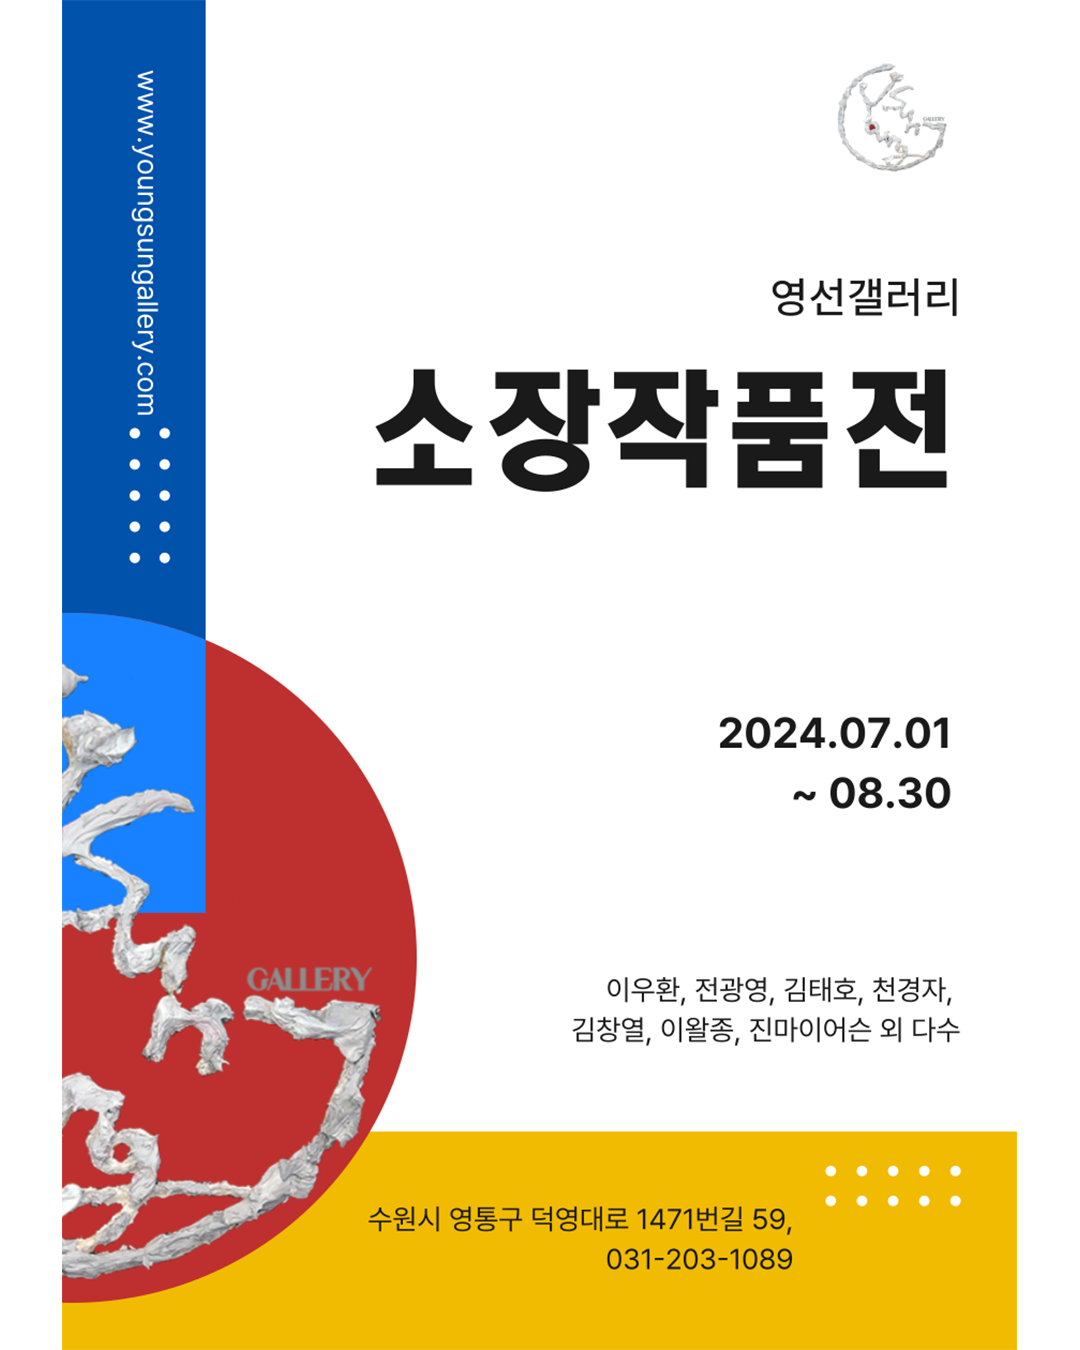 www.youngsungallery.com
YSun
Young
GALLERY
영선갤러리
소장작품전
2024.07.01
~ 08.30
GALLERY
이우환, 전광영, 김태호, 천경자,
김창열, 이왈종, 진마이어슨 외 다수
수원시 영통구 덕영대로 1471번길 59,
031-203-1089